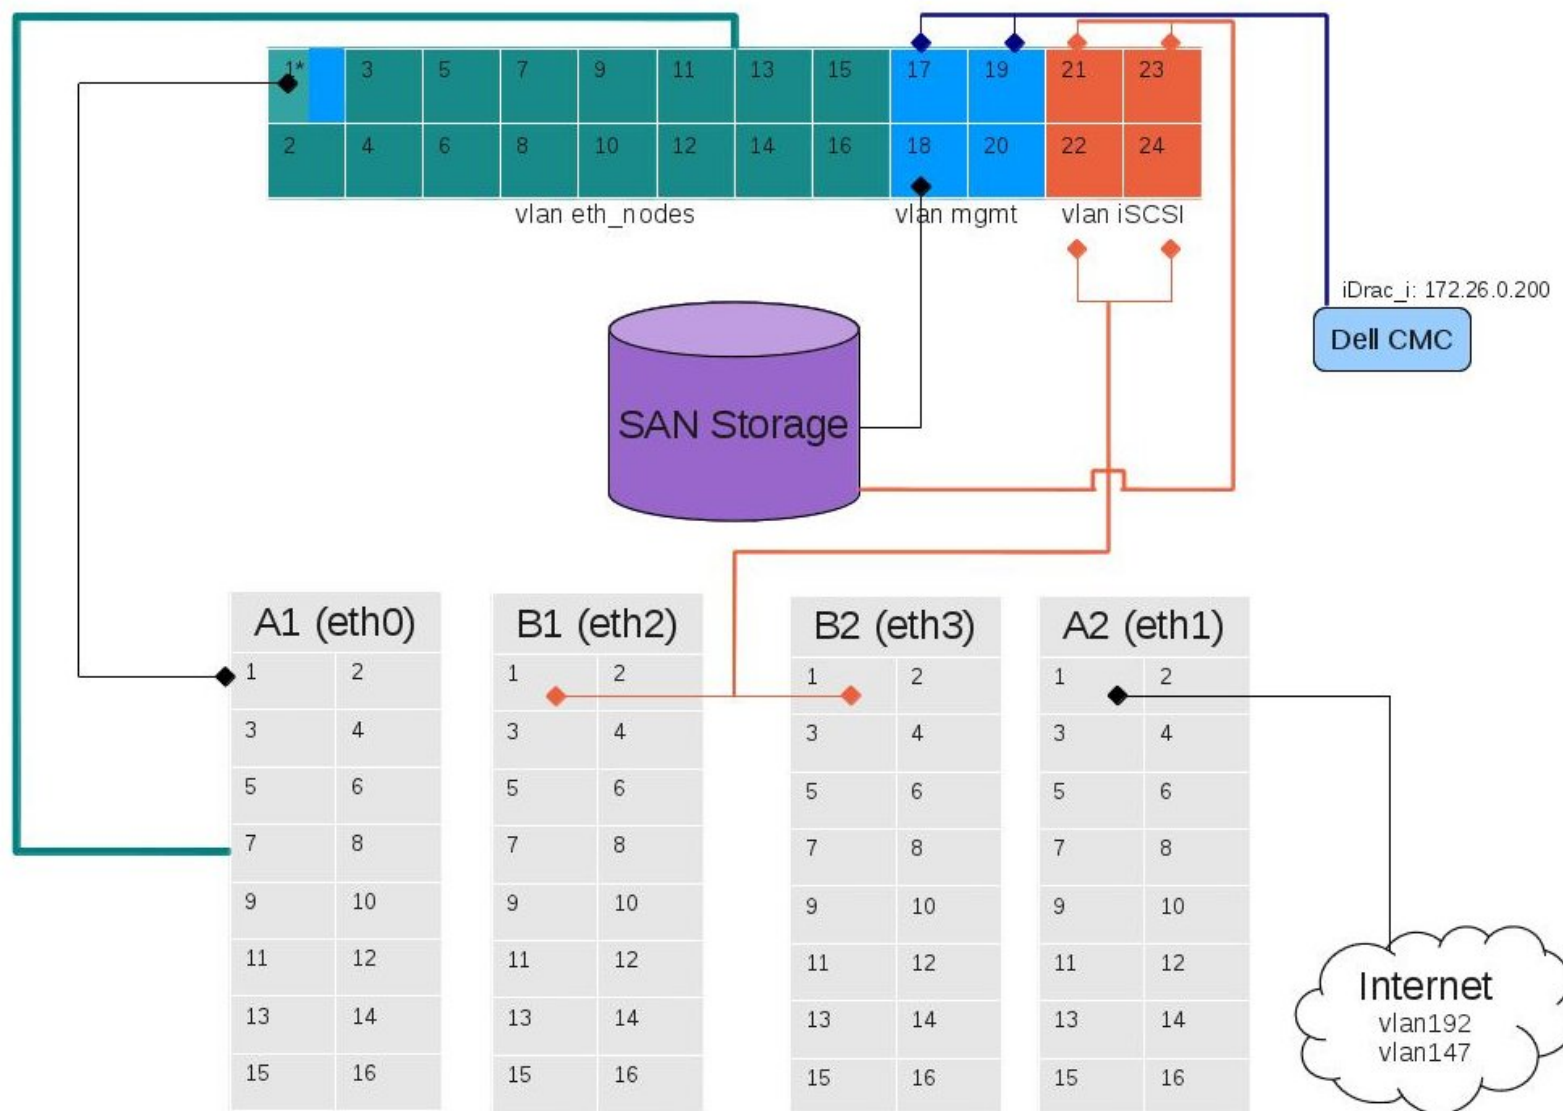 1* 3 5 7 9 11 13 15 17 19 21 23
2 4 6 8 10 12 14 16 18 20 22 24
vlan eth_nodes vlan mgmt vlan iSCSI
iDrac_i: 172.26.0.200
Dell CMC
SAN Storage
A1 (eth0) B1 (eth2) B2 (eth3) A2 (eth1)
1 2 1 2 1 2 1 2
3 4 3 4 3 4 3 4
5 6 5 6 5 6 5 6
7 8 7 8 7 8 7 8
9 10 9 10 9 10 9 10
11 12 11 12 11 12 11 12
13 14 13 14 13 14 13 14
15 16 15 16 15 16 15 16
Internet
vlan192
vlan147